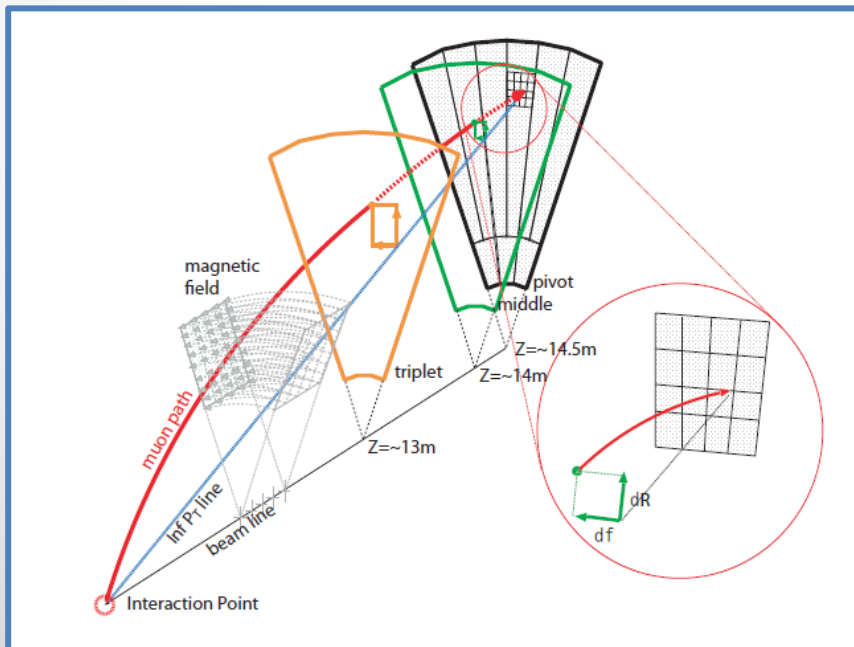 magnetic
field
pivot
middle
Z=~14.5m
triplet
Z=~14m
muon path
Z=~13m
dR
Inf PT line
df
beam line
Interaction Point